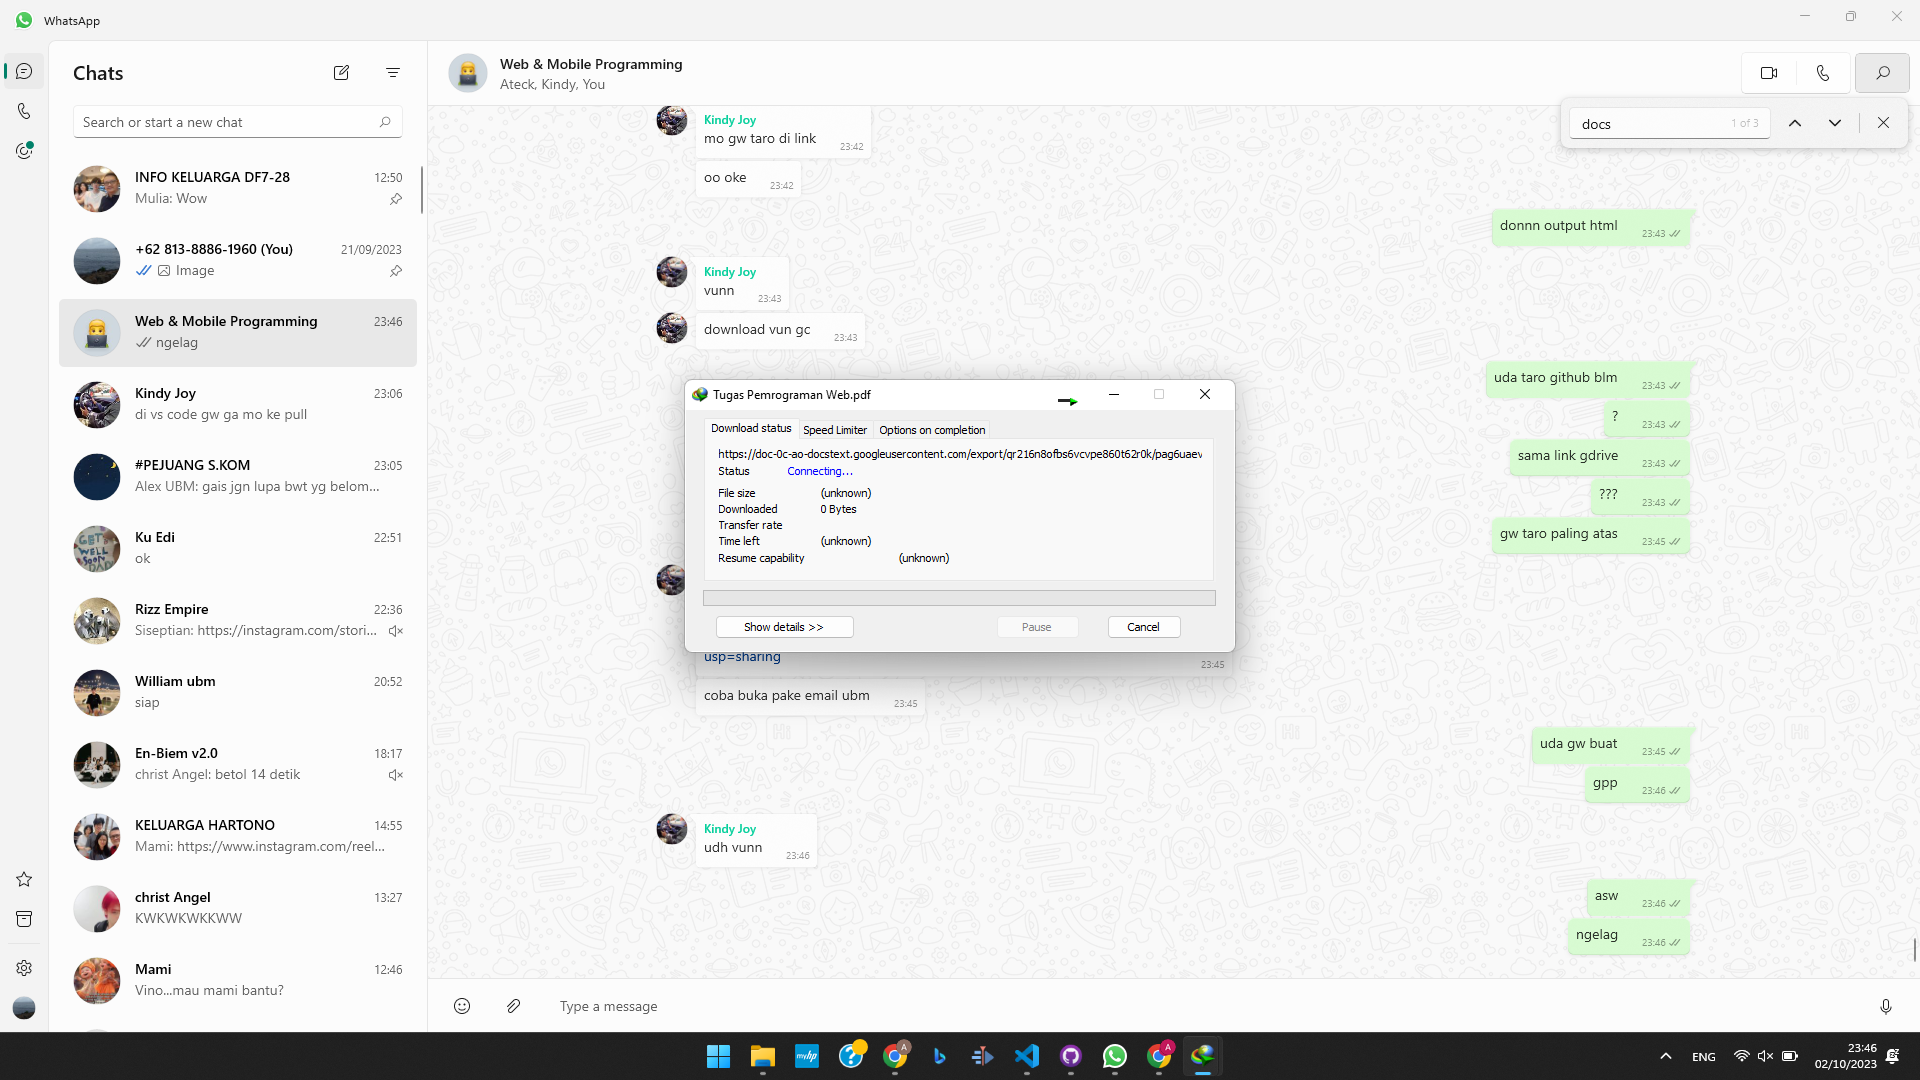 WhatsApp
Chats
Search or start a new chat
INFO KELUARGA DF7-28
12:50
Mulia: Wow
+62 813-8886-1960 (You)
21/09/2023
Image
Web & Mobile Programming
23:46
ngelag
Kindy Joy
23:06
di vs code gw ga mo ke pull
#PEJUANG S.KOM
23:05
Alex UBM: gais jgn lupa bwt yg belom...
Ku Edi
22:51
ok
Rizz Empire
22:36
Siseptian: https://instagram.com/stori...
William ubm
20:52
siap
En-Biem v2.0
18:17
christ Angel: betol 14 detik
KELUARGA HARTONO
14:55
Mami: https://www.instagram.com/reel...
christ Angel
13:27
KWKWKWKKWW
Mami
12:46
Vino...mau mami bantu?
Web & Mobile Programming
Ateck, Kindy, You
docs
1 of 3
Kindy Joy
mo gw taro di link
23:42
oo oke
23:42
donnn output html
23:43
Kindy Joy
vunn
23:43
download vun gc
23:43
uda taro github blm
23:43
?
23:43
sama link gdrive
23:43
???
23:43
gw taro paling atas
23:45
Tugas Pemrograman Web.pdf
Download status
Speed Limiter
Options on completion
https://doc-0c-ao-docstext.googleusercontent.com/export/qr216n8ofbs6vcvpe860t62r0k/pag6uaev
Status
Connecting...
File size
(unknown)
Downloaded
0 Bytes
Transfer rate
Time left
(unknown)
Resume capability
(unknown)
Show details >>
Pause
Cancel
usp=sharing
23:45
coba buka pake email ubm
23:45
uda gw buat
23:45
gpp
23:46
Kindy Joy
udh vunn
23:46
asw
23:46
ngelag
23:46
Type a message
myhp
A
A
ENG
23:46
02/10/2023